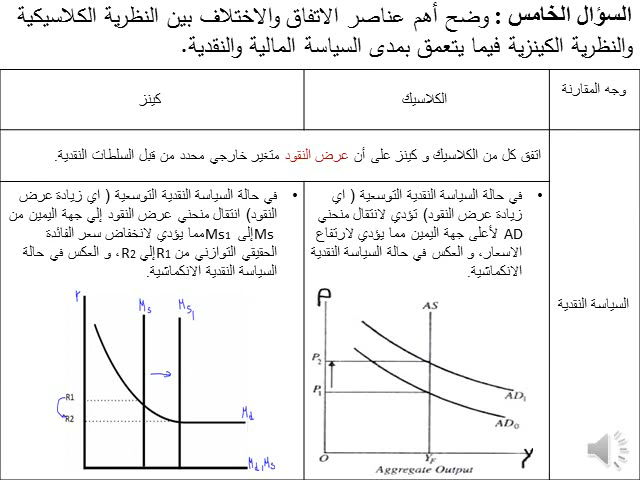 السؤال الخامس : وضح أهم عناصر الاتفاق والاختلاف بين النظرية الكلاسيكية
والنظرية الكينزية فيما يتعمق بمدى السياسة المالية والنقدية.
وجه المقارنة
الكلاسيك
كينز
السياسة النقدية
اتفق كل من الكلاسيك و كينز على أن عرض النقود متغير خارجي محدد من قبل السلطات النقدية.
• في حالة السياسة النقدية التوسعية ( اي
زيادة عرض النقود) تؤدي لانتقال منحني
AD لأعلى جهة اليمين مما يؤدي لارتفاع
الاسعار، و العكس في حالة السياسة النقدية
الانكماشية.
P
AS
P2
P1
AD1
AD0
O
YF
y
Aggregate Output
• في حالة السياسة النقدية التوسعية ( اي زيادة عرض
النقود) انتقال منحني عرض النقود إلي جهة اليمين من
Ms إلى Ms1 مما يؤدي لانخفاض سعر الفائدة
الحقيقي التوازني من R1 إلي R2 ، و العكس في حالة
السياسة النقدية الانكماشية.
r
Ms
Ms1
R1
R2
Md
Md,Ms